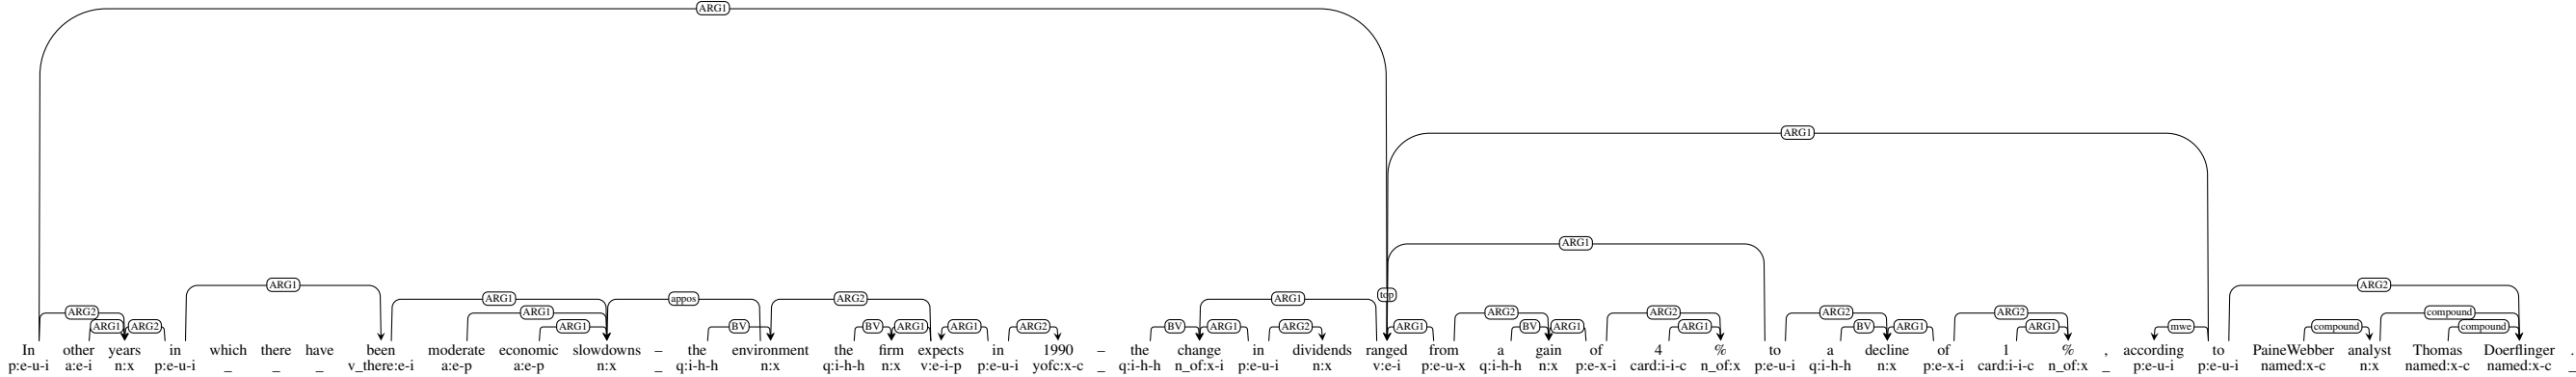 ARG1
ARG1
ARG1
ARG1 ARG1 appos ARG2 ARG1 top ARG2
ARG2 ARG1 ARG2 ARG2 ARG2 ARG2 compound
ARG1 ARG2 ARG1 BV BV ARG1 ARG1 ARG2 BV ARG1 ARG2 ARG1 BV ARG1 ARG1 BV ARG1 ARG1 mwe compound compound
In other years in which there have been moderate economic slowdowns – the environment the firm expects in 1990 – the change in dividends ranged from a gain of 4 % to a decline of 1 % , according to PaineWebber analyst Thomas Doerflinger .
p:e-u-i a:e-i n:x p:e-u-i _ _ _ v_there:e-i a:e-p a:e-p n:x _ q:i-h-h n:x q:i-h-h n:x v:e-i-p p:e-u-i yofc:x-c _ q:i-h-h n_of:x-i p:e-u-i n:x v:e-i p:e-u-x q:i-h-h n:x p:e-x-i card:i-i-c n_of:x p:e-u-i q:i-h-h n:x p:e-x-i card:i-i-c n_of:x _ p:e-u-i p:e-u-i named:x-c n:x named:x-c named:x-c _